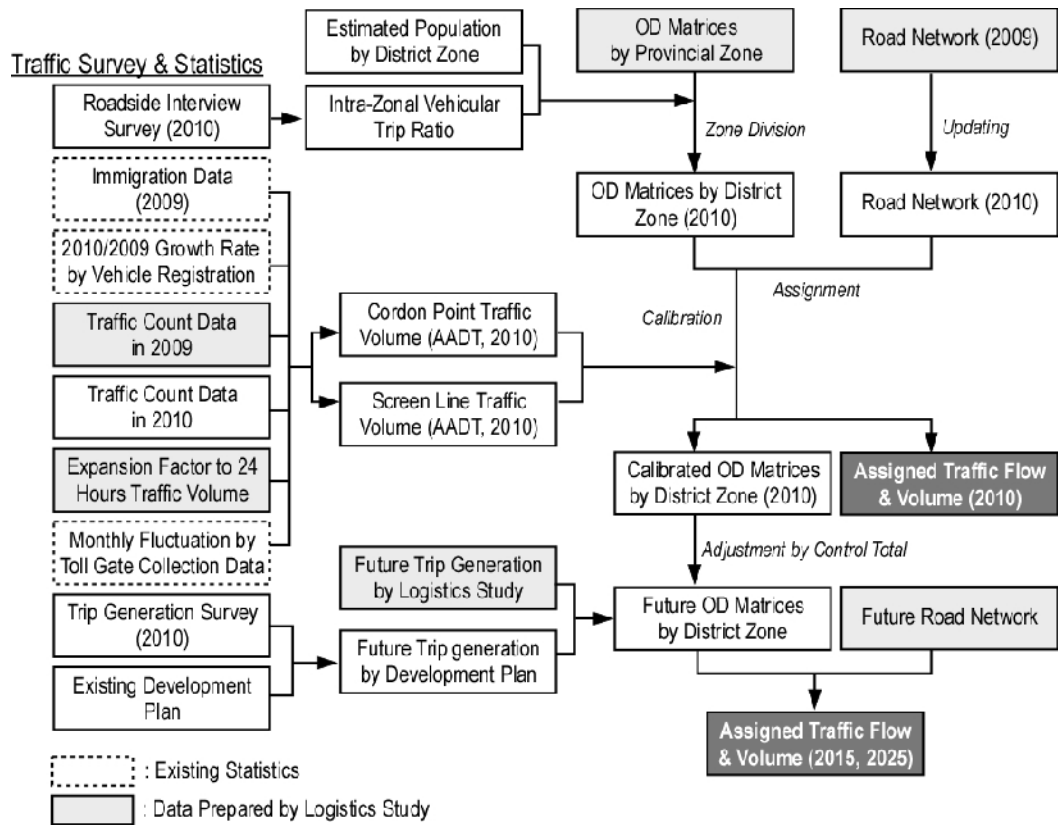 Traffic Survey & Statistics
Roadside Interview
Survey (2010)
Immigration Data
(2009)
2010/2009 Growth Rate
by Vehicle Registration
Traffic Count Data
in 2009
Traffic Count Data
in 2010
Expansion Factor to 24
Hours Traffic Volume
Monthly Fluctuation by
Toll Gate Collection Data
Trip Generation Survey
(2010)
Existing Development
Plan
Estimated Population
by District Zone
Intra-Zonal Vehicular
Trip Ratio
Cordon Point Traffic
Volume (AADT, 2010)
Screen Line Traffic
Volume (AADT, 2010)
Future Trip Generation
by Logistics Study
Future Trip generation
by Development Plan
OD Matrices
by Provincial Zone
Zone Division
OD Matrices by District
Zone (2010)
Road Network (2009)
Updating
Road Network (2010)
Assignment
Calibration
Calibrated OD Matrices
by District Zone (2010)
Assigned Traffic Flow
& Volume (2010)
Adjustment by Control Total
Future OD Matrices
by District Zone
Future Road Network
Assigned Traffic Flow
& Volume (2015, 2025)
: Existing Statistics
: Data Prepared by Logistics Study